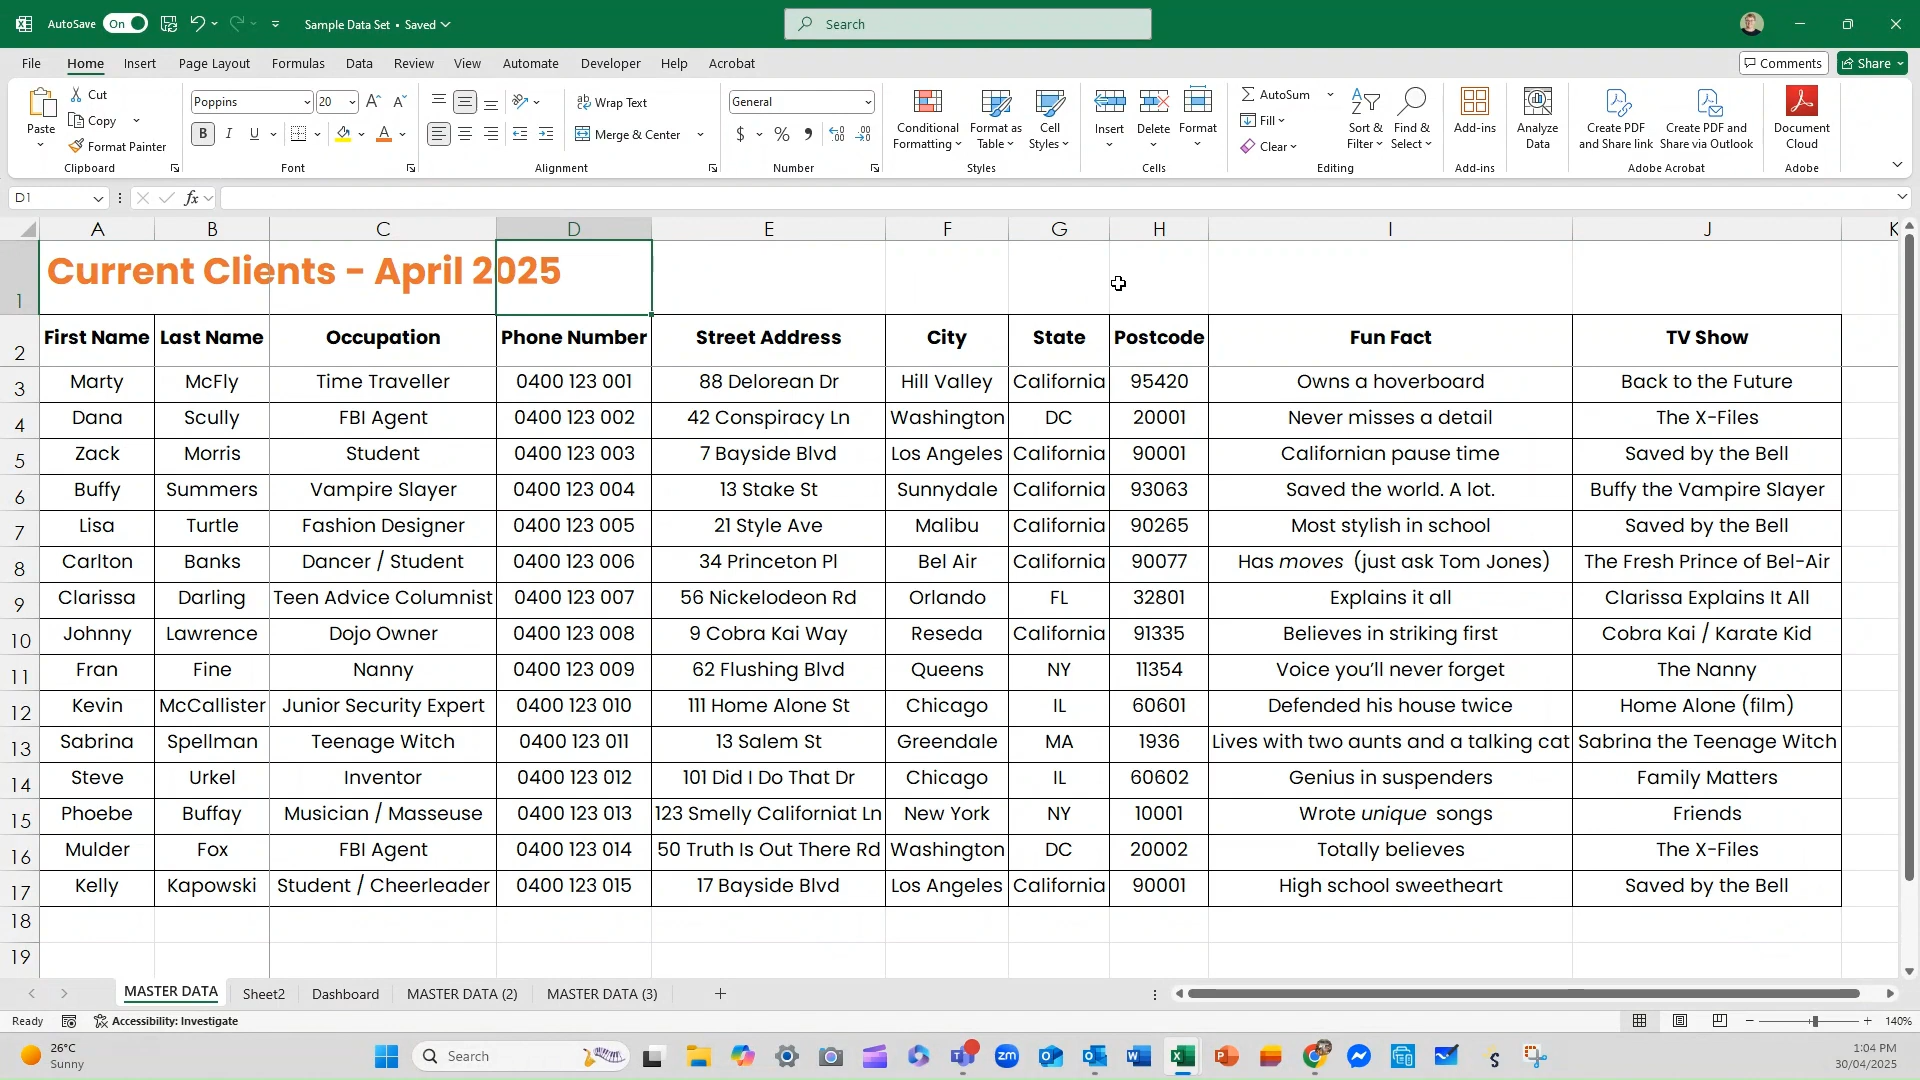 AutoSave On Sample Data Set • Saved Search
File Home Insert Page Layout Formulas Data Review View Automate Developer Help Acrobat Comments Share
Paste Cut Copy Format Painter Clipboard
Poppins 20 B I U Font
Wrap Text Merge & Center Alignment
General $ % Number
Conditional Formatting Format as Table Cell Styles Styles
Insert Delete Format Cells
AutoSum Fill Clear Sort & Filter Find & Select Editing
Add-ins Add-ins
Analyze Data
Create PDF and Share link Create PDF and Share via Outlook Adobe Acrobat
Document Cloud Adobe
D1 fx
A B C D E F G H I J K
1 Current Clients - April 2025
2 First Name Last Name Occupation Phone Number Street Address City State Postcode Fun Fact TV Show
3 Marty McFly Time Traveller 0400 123 001 88 Delorean Dr Hill Valley California 95420 Owns a hoverboard Back to the Future
4 Dana Scully FBI Agent 0400 123 002 42 Conspiracy Ln Washington DC 20001 Never misses a detail The X-Files
5 Zack Morris Student 0400 123 003 7 Bayside Blvd Los Angeles California 90001 Californian pause time Saved by the Bell
6 Buffy Summers Vampire Slayer 0400 123 004 13 Stake St Sunnydale California 93063 Saved the world. A lot. Buffy the Vampire Slayer
7 Lisa Turtle Fashion Designer 0400 123 005 21 Style Ave Malibu California 90265 Most stylish in school Saved by the Bell
8 Carlton Banks Dancer / Student 0400 123 006 34 Princeton Pl Bel Air California 90077 Has moves (just ask Tom Jones) The Fresh Prince of Bel-Air
9 Clarissa Darling Teen Advice Columnist 0400 123 007 56 Nickelodeon Rd Orlando FL 32801 Explains it all Clarissa Explains It All
10 Johnny Lawrence Dojo Owner 0400 123 008 9 Cobra Kai Way Reseda California 91335 Believes in striking first Cobra Kai / Karate Kid
11 Fran Fine Nanny 0400 123 009 62 Flushing Blvd Queens NY 11354 Voice you’ll never forget The Nanny
12 Kevin McCallister Junior Security Expert 0400 123 010 111 Home Alone St Chicago IL 60601 Defended his house twice Home Alone (film)
13 Sabrina Spellman Teenage Witch 0400 123 011 13 Salem St Greendale MA 1936 Lives with two aunts and a talking cat Sabrina the Teenage Witch
14 Steve Urkel Inventor 0400 123 012 101 Did I Do That Dr Chicago IL 60602 Genius in suspenders Family Matters
15 Phoebe Buffay Musician / Masseuse 0400 123 013 123 Smelly Californiat Ln New York NY 10001 Wrote unique songs Friends
16 Mulder Fox FBI Agent 0400 123 014 50 Truth Is Out There Rd Washington DC 20002 Totally believes The X-Files
17 Kelly Kapowski Student / Cheerleader 0400 123 015 17 Bayside Blvd Los Angeles California 90001 High school sweetheart Saved by the Bell
18
19
MASTER DATA Sheet2 Dashboard MASTER DATA (2) MASTER DATA (3)
Ready Accessibility: Investigate 140%
26°C Sunny Search 1:04 PM 30/04/2025